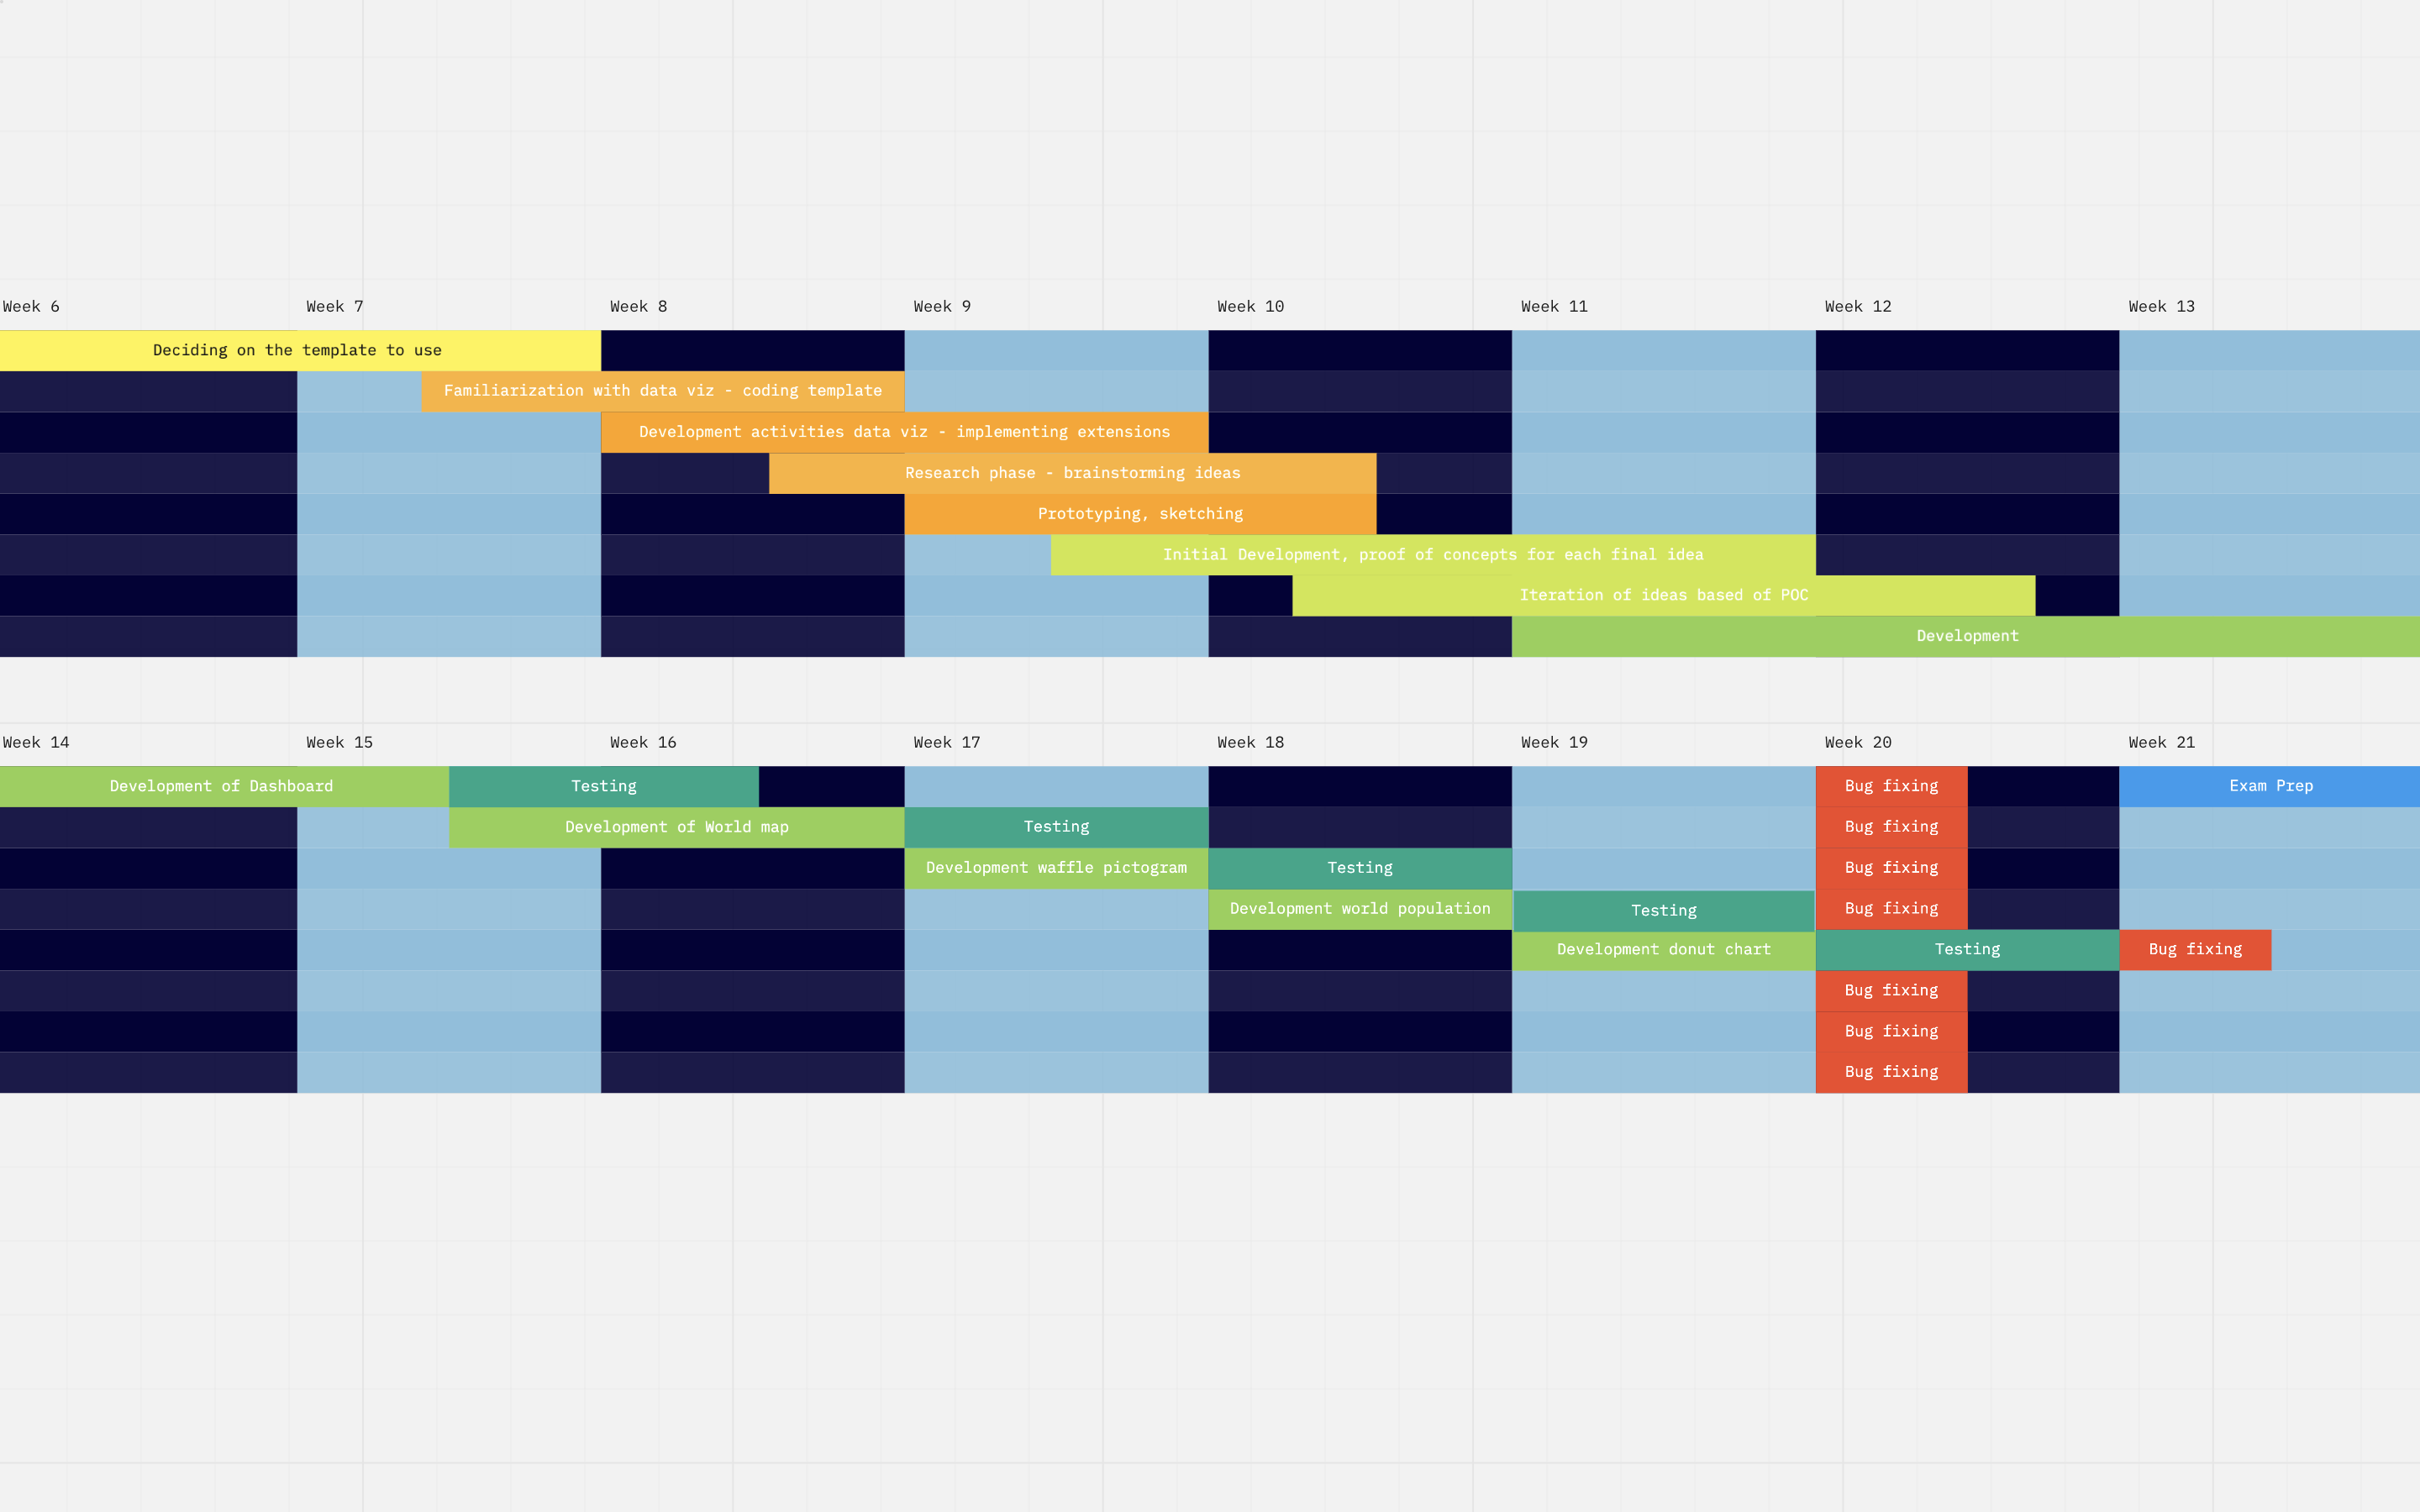 Week 6
Week 7
Week 8
Week 9
Week 10
Week 11
Week 12
Week 13
Deciding on the template to use
Familiarization with data viz - coding template
Development activities data viz - implementing extensions
Research phase - brainstorming ideas
Prototyping, sketching
Initial Development, proof of concepts for each final idea
Iteration of ideas based of POC
Development
Week 14
Week 15
Week 16
Week 17
Week 18
Week 19
Week 20
Week 21
Development of Dashboard
Testing
Bug fixing
Exam Prep
Development of World map
Testing
Bug fixing
Development waffle pictogram
Testing
Bug fixing
Development world population
Testing
Bug fixing
Development donut chart
Testing
Bug fixing
Bug fixing
Bug fixing
Bug fixing